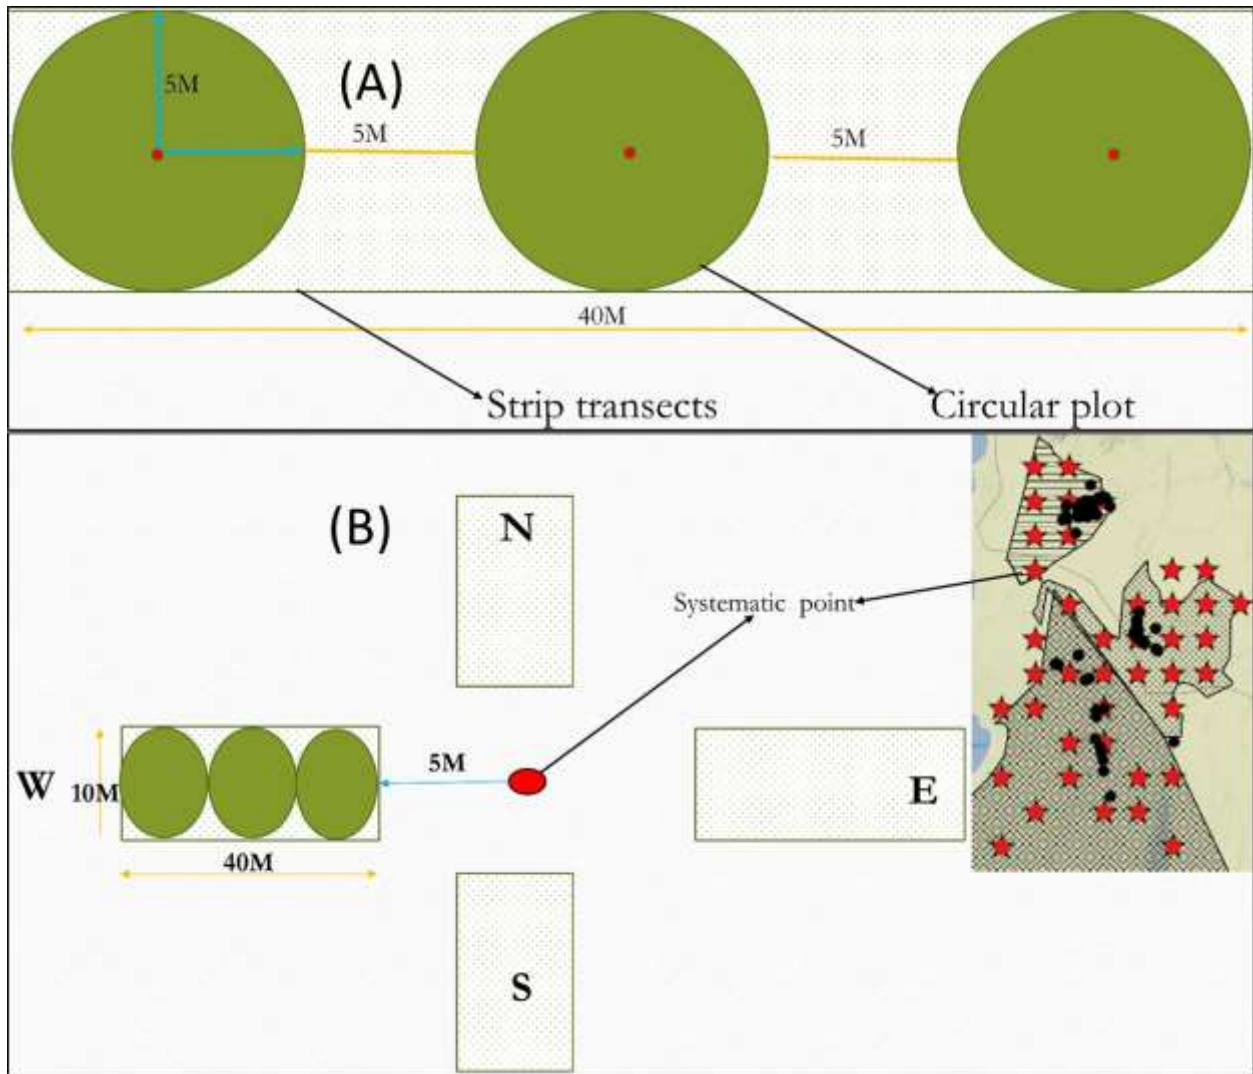 5M
(A)
5M
5M
40M
Strip transects
Circular plot
(B)
N
Systematic point
W
10M
5M
E
40M
S